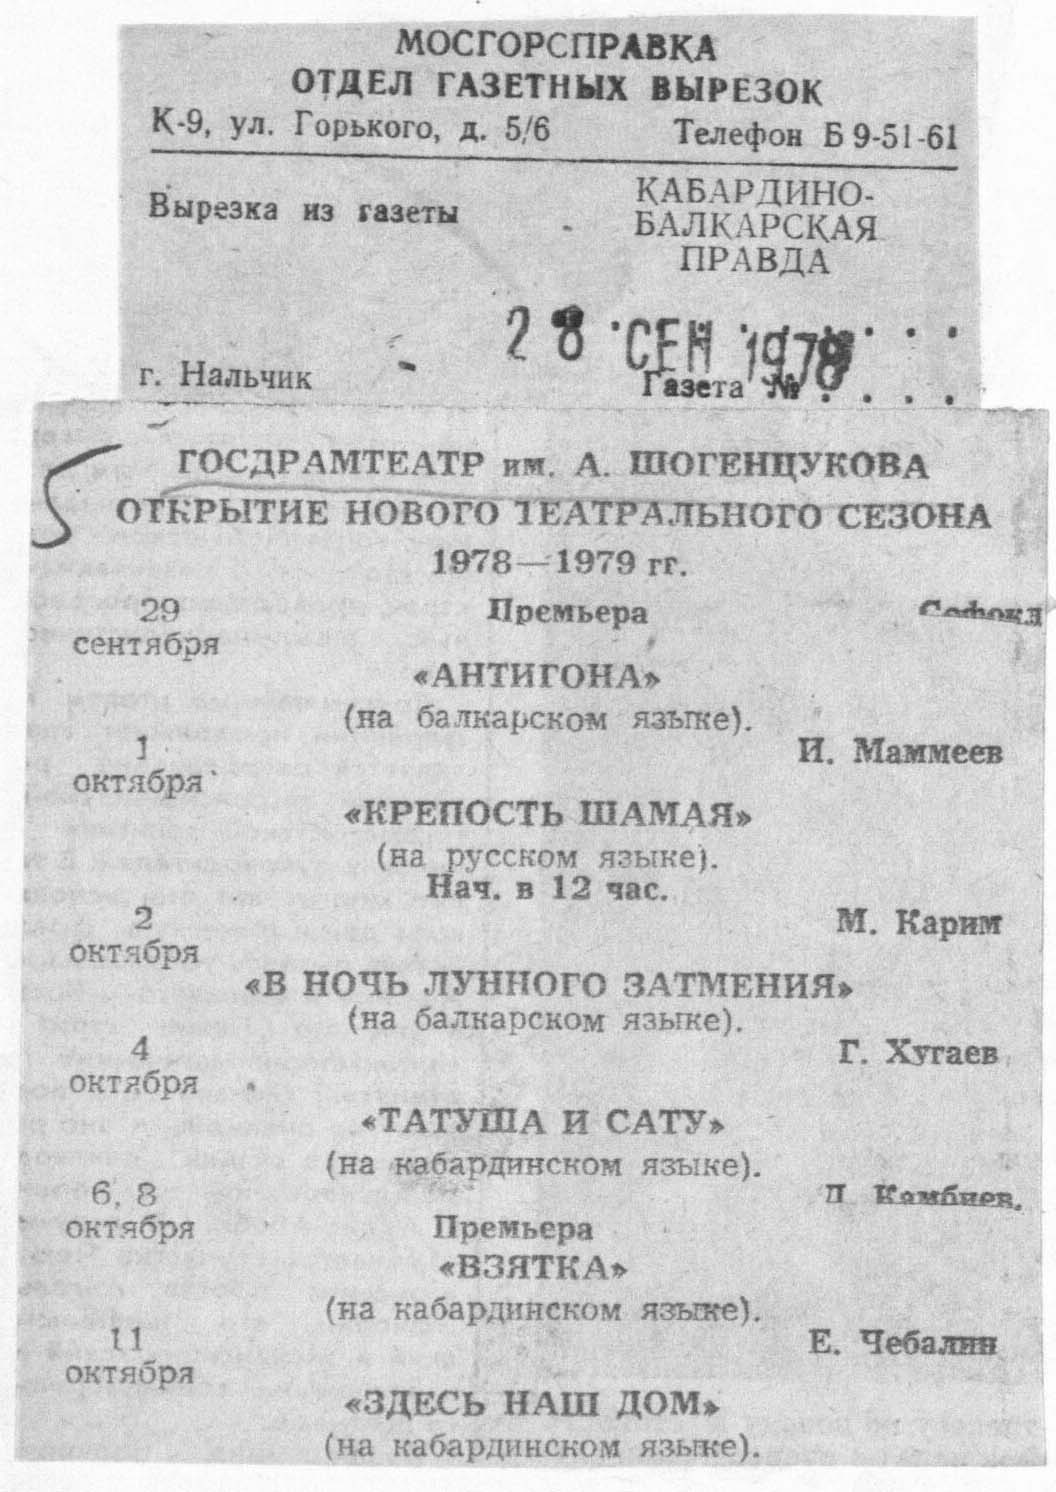 МОСГОРСПРАВКА
ОТДЕЛ ГАЗЕТНЫХ ВЫРЕЗОК
К-9, ул. Горького, д. 5/6 Телефон Б 9-51-61
Вырезка из газеты
КАБАРДИНО-
БАЛКАРСКАЯ
ПРАВДА
28 СЕН 1978
г. Нальчик Газета №
ГОСДРАМТЕАТР им. А. ШОГЕНЦУКОВА
ОТКРЫТИЕ НОВОГО ТЕАТРАЛЬНОГО СЕЗОНА
1978—1979 гг.
29 сентября Премьера Софокл
«АНТИГОНА»
(на балкарском языке).
1 октября И. Маммеев
«КРЕПОСТЬ ШАМАЯ»
(на русском языке).
Нач. в 12 час.
2 октября М. Карим
«В НОЧЬ ЛУННОГО ЗАТМЕНИЯ»
(на балкарском языке).
4 октября Г. Хугаев
«ТАТУША И САТУ»
(на кабардинском языке).
6, 8 октября Премьера Камбиев.
«ВЗЯТКА»
(на кабардинском языке).
11 октября Е. Чебалин
«ЗДЕСЬ НАШ ДОМ»
(на кабардинском языке).